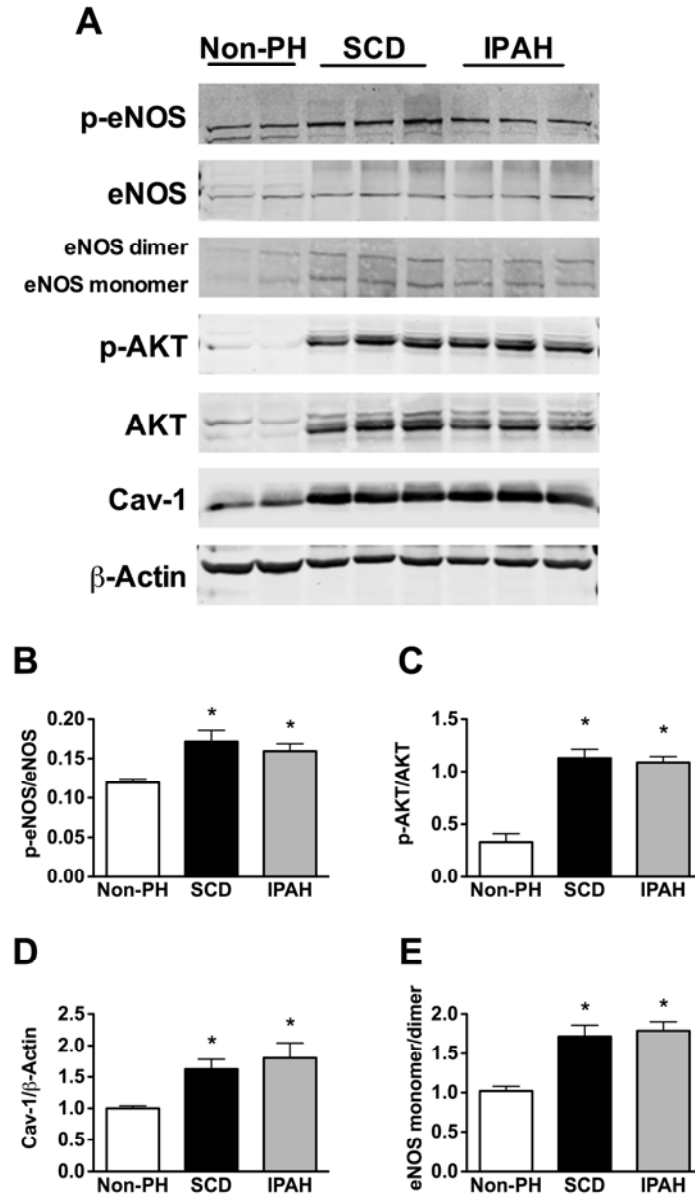 A
Non-PH SCD IPAH
p-eNOS
eNOS
eNOS dimer
eNOS monomer
p-AKT
AKT
Cav-1
β-Actin
B
p-eNOS/eNOS
0.20
0.15
0.10
0.05
0.00
* *
Non-PH SCD IPAH
C
p-AKT/AKT
1.5
1.0
0.5
0.0
* *
Non-PH SCD IPAH
D
Cav-1/β-Actin
2.5
2.0
1.5
1.0
0.5
0.0
* *
Non-PH SCD IPAH
E
eNOS monomer/dimer
2.0
1.5
1.0
0.5
0.0
* *
Non-PH SCD IPAH